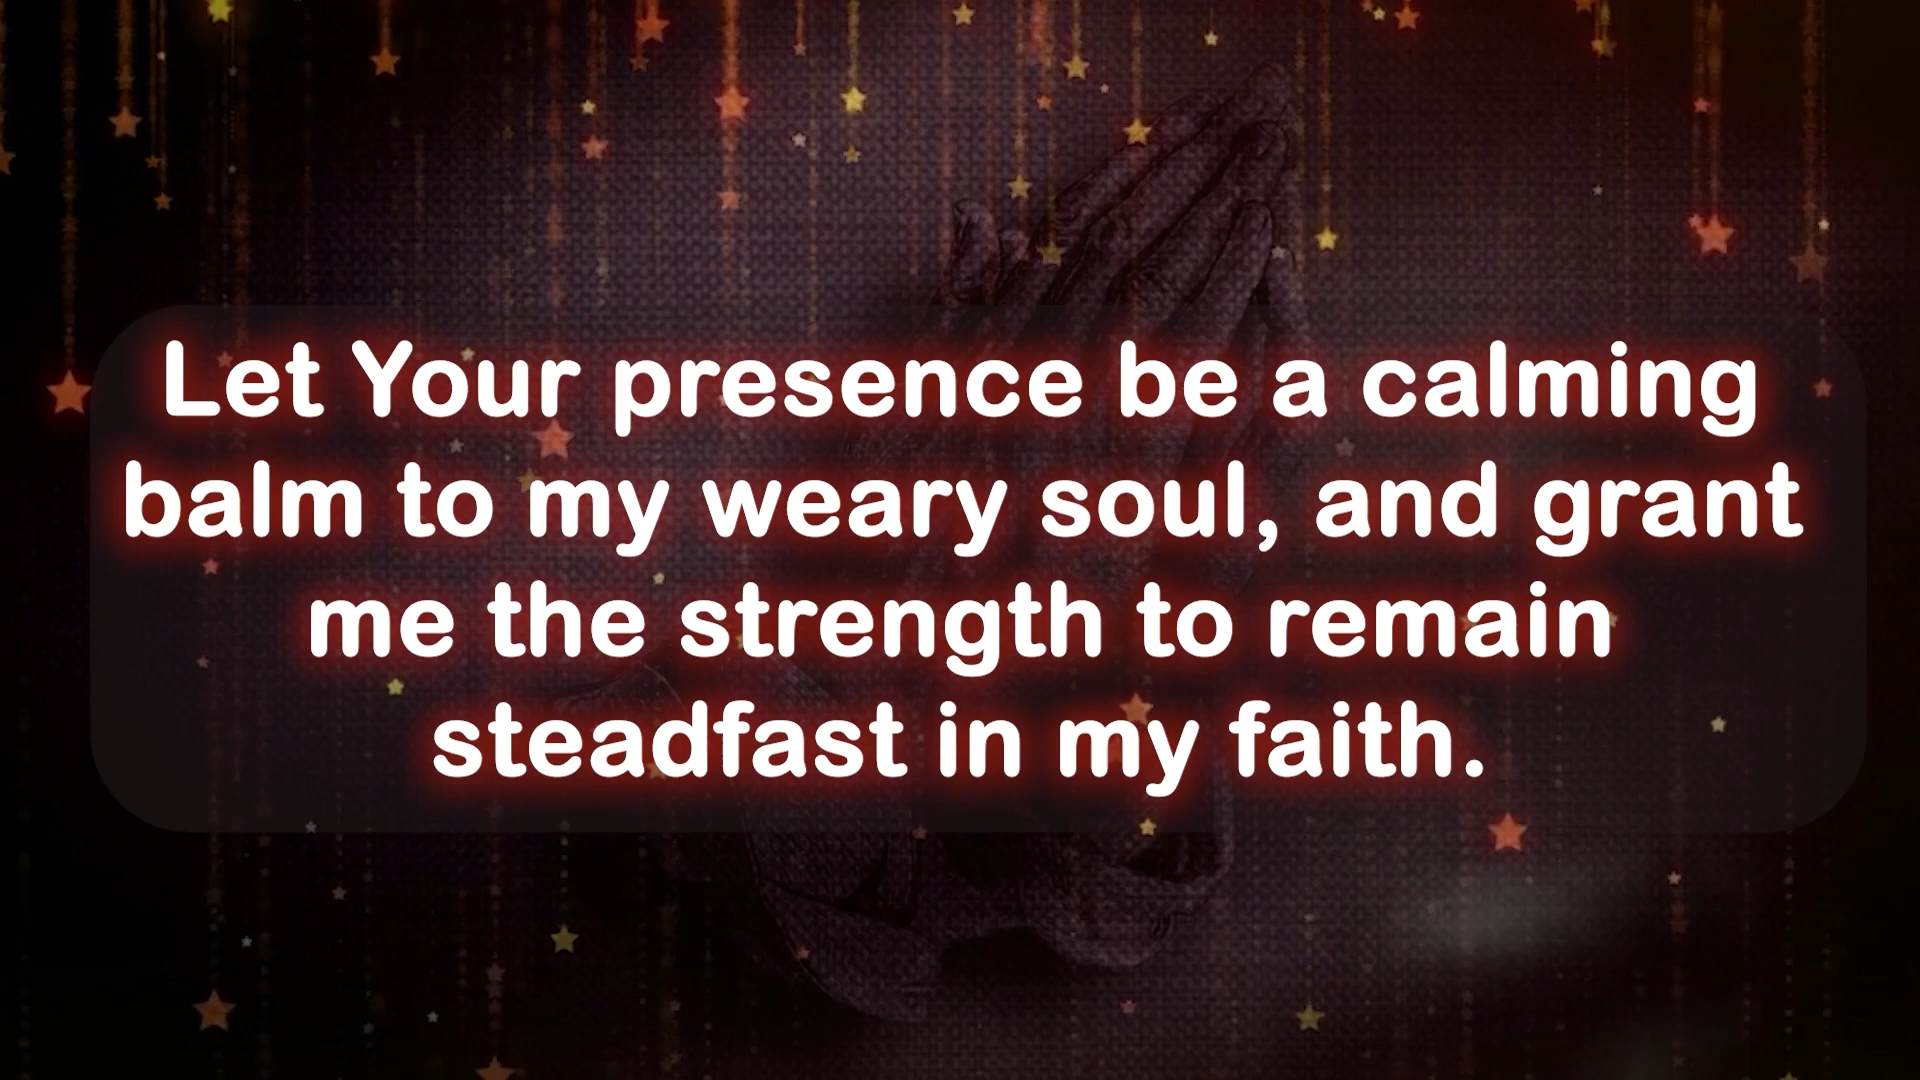 Let Your presence be a calming
balm to my weary soul, and grant
me the strength to remain
steadfast in my faith.